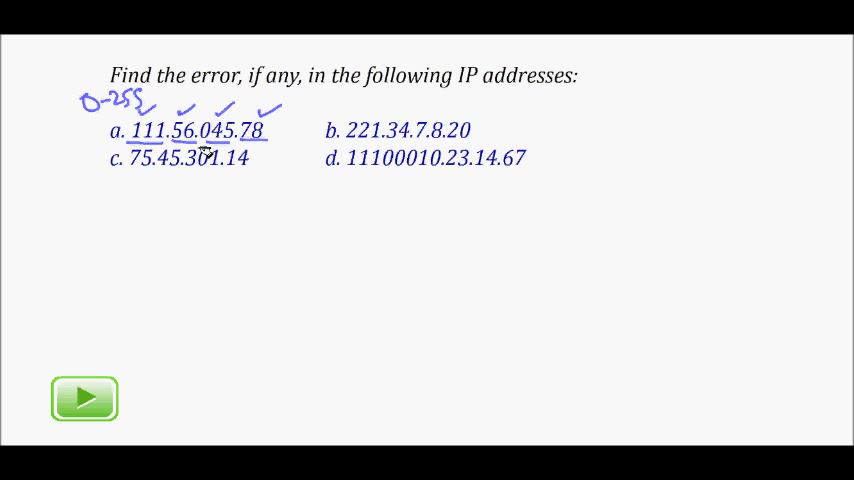 Find the error, if any, in the following IP addresses:
0-255
a. 111.56.045.78 b. 221.34.7.8.20
c. 75.45.301.14 d. 11100010.23.14.67